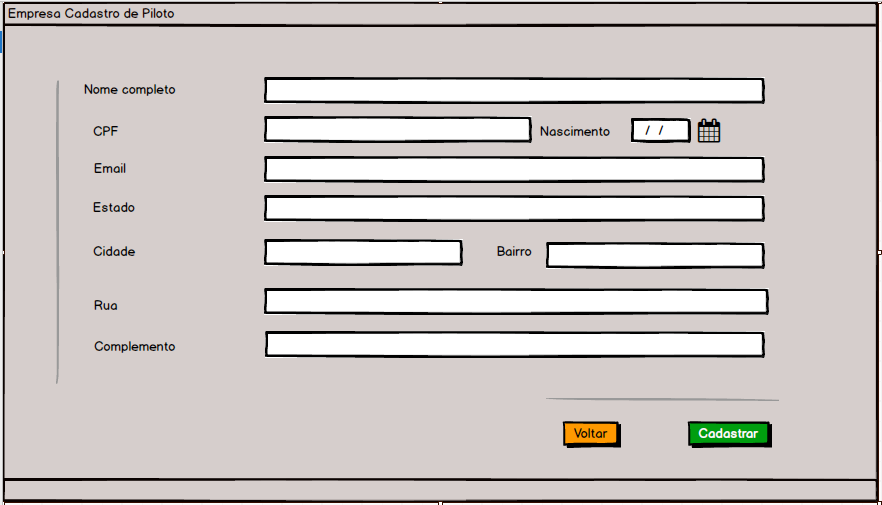 Empresa Cadastro de Piloto
Nome completo
CPF
Nascimento / /
Email
Estado
Cidade
Bairro
Rua
Complemento
Voltar
Cadastrar